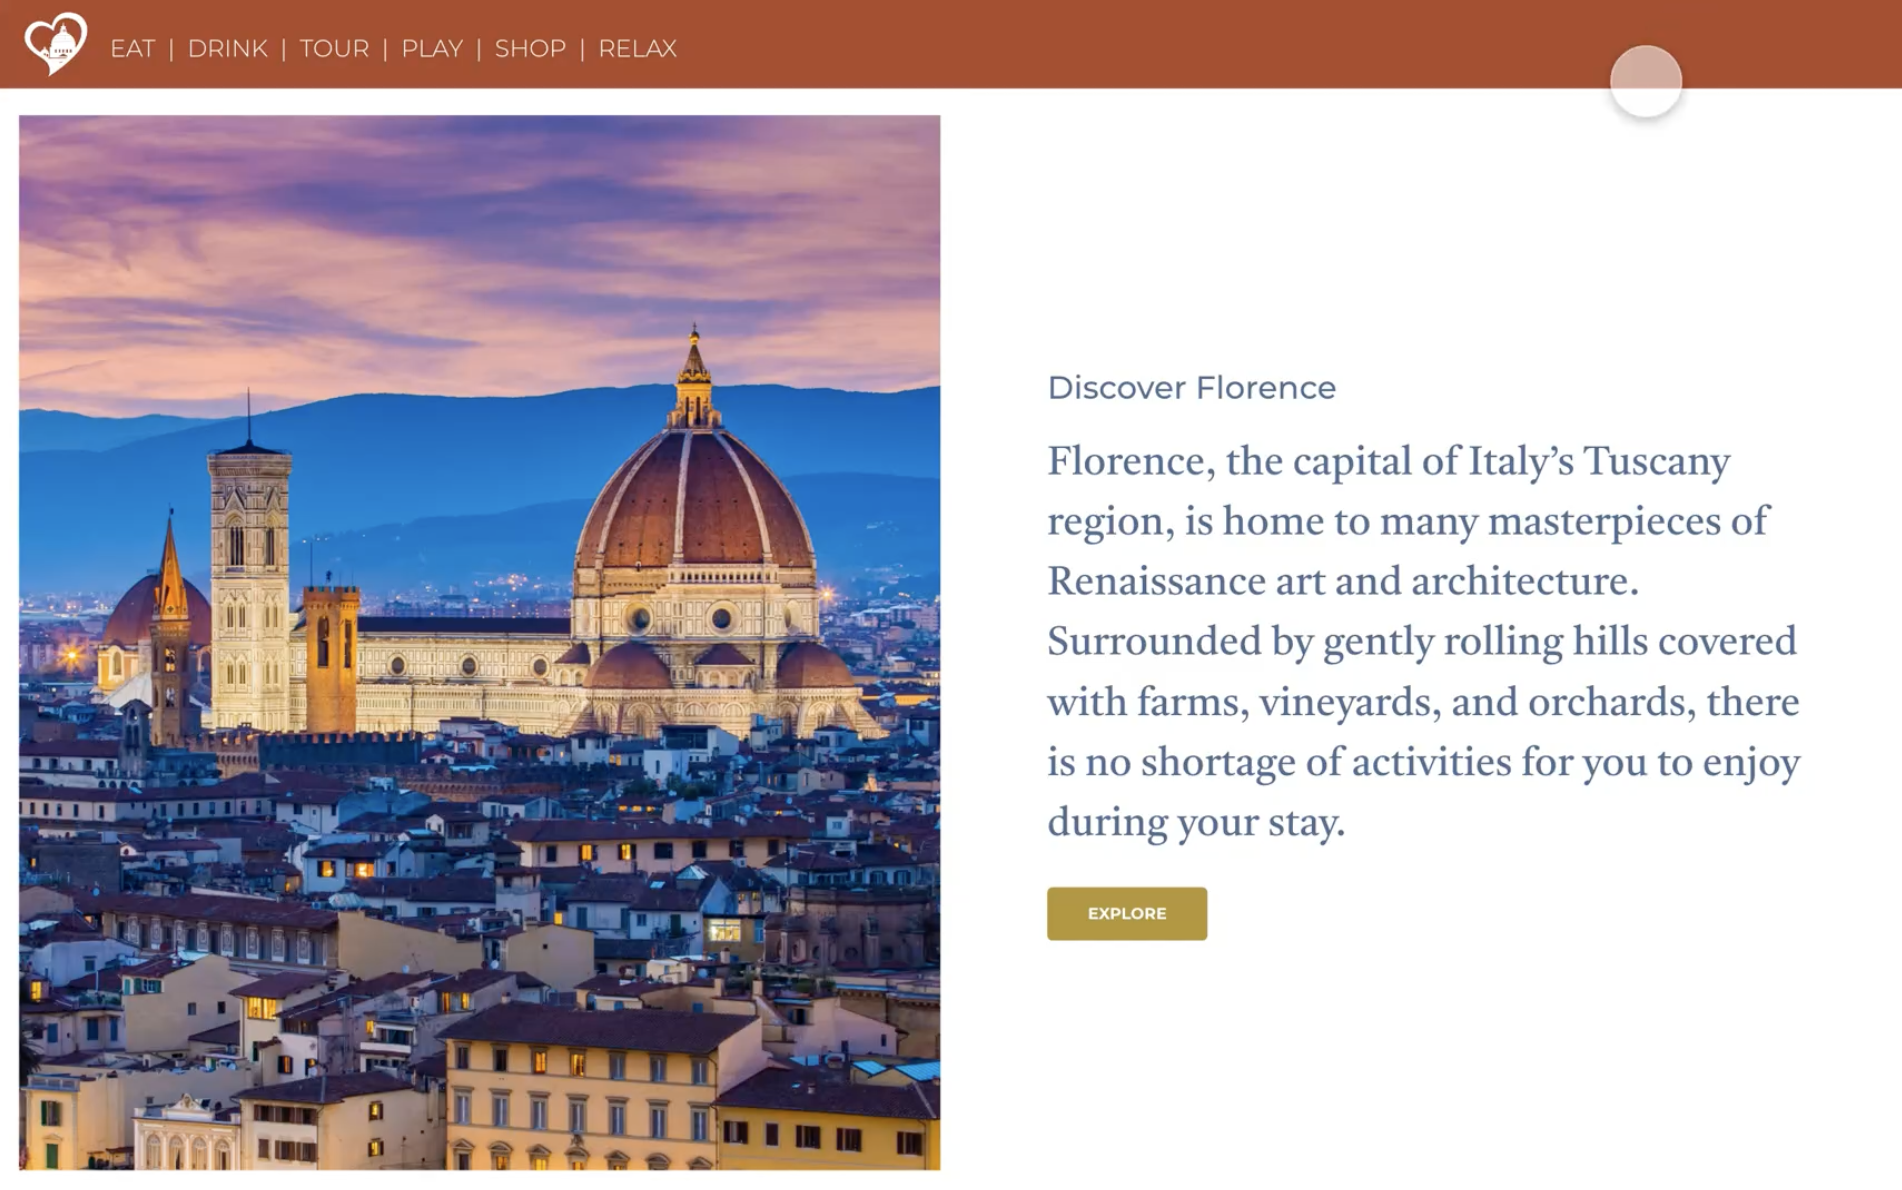 EAT | DRINK | TOUR | PLAY | SHOP | RELAX
Discover Florence
Florence, the capital of Italy’s Tuscany
region, is home to many masterpieces of
Renaissance art and architecture.
Surrounded by gently rolling hills covered
with farms, vineyards, and orchards, there
is no shortage of activities for you to enjoy
during your stay.
EXPLORE